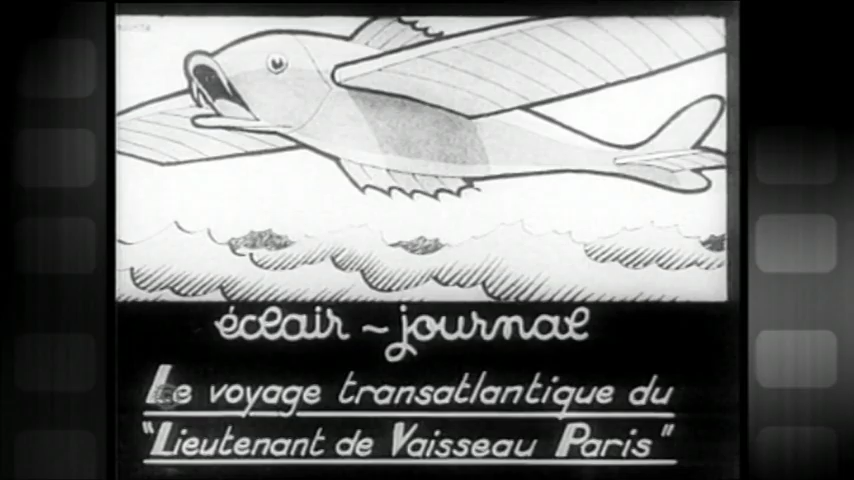 éclair~journal
Le voyage transatlantique du
"Lieutenant de Vaisseau Paris"